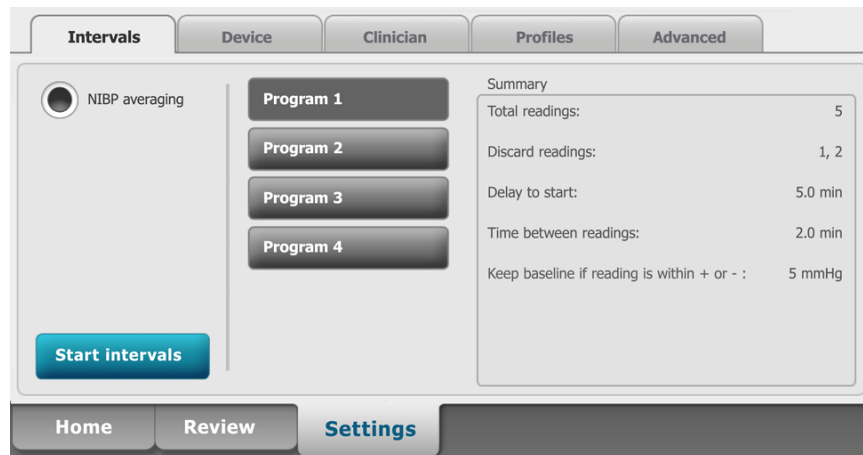 Intervals Device Clinician Profiles Advanced
NIBP averaging
Start intervals
Program 1
Program 2
Program 3
Program 4
Summary
Total readings: 5
Discard readings: 1, 2
Delay to start: 5.0 min
Time between readings: 2.0 min
Keep baseline if reading is within + or - : 5 mmHg
Home Review Settings